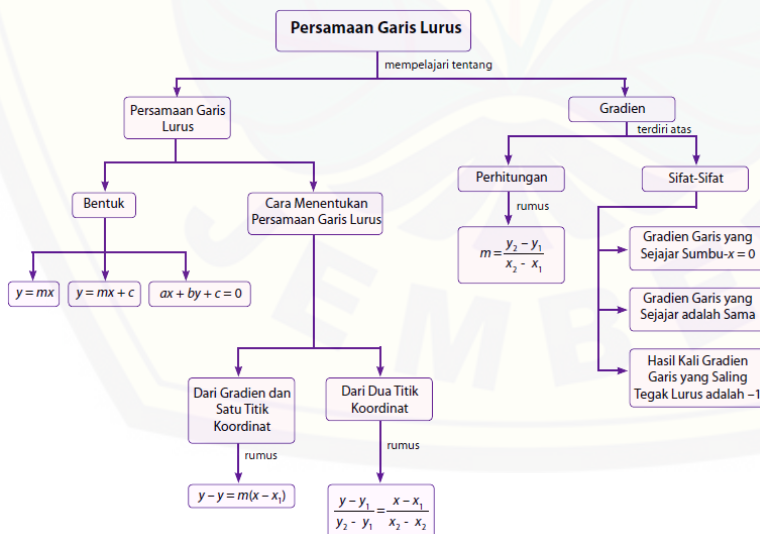 Persamaan Garis Lurus
mempelajari tentang
Persamaan Garis
Lurus
Gradien
terdiri atas
Bentuk
Cara Menentukan
Persamaan Garis Lurus
Perhitungan
Sifat-Sifat
rumus
m = (y₂ - y₁)/(x₂ - x₁)
Gradien Garis yang
Sejajar Sumbu-x = 0
Gradien Garis yang
Sejajar adalah Sama
Hasil Kali Gradien
Garis yang Saling
Tegak Lurus adalah –1
y = mx
y = mx + c
ax + by + c = 0
Dari Gradien dan
Satu Titik
Koordinat
Dari Dua Titik
Koordinat
rumus
rumus
y – y = m(x – x₁)
(y – y₁)/(y₂ - y₁) = (x – x₁)/(x₂ - x₂)
JEMBE